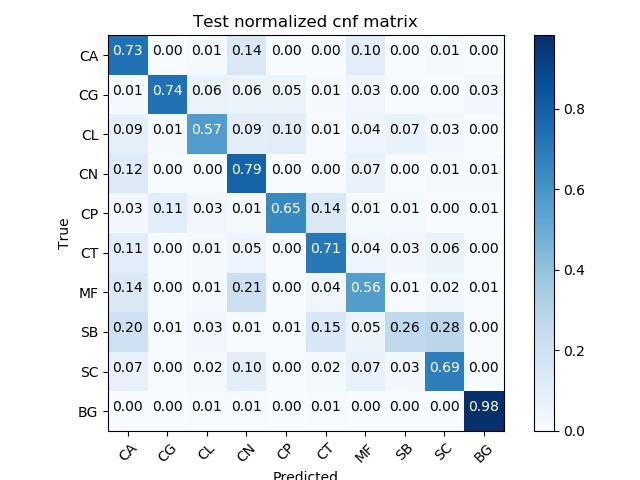 Test normalized cnf matrix
CA 0.73 0.00 0.01 0.14 0.00 0.00 0.10 0.00 0.01 0.00
CG 0.01 0.74 0.06 0.06 0.05 0.01 0.03 0.00 0.00 0.03
CL 0.09 0.01 0.57 0.09 0.10 0.01 0.04 0.07 0.03 0.00
CN 0.12 0.00 0.00 0.79 0.00 0.00 0.07 0.00 0.01 0.01
CP 0.03 0.11 0.03 0.01 0.65 0.14 0.01 0.01 0.00 0.01
CT 0.11 0.00 0.01 0.05 0.00 0.71 0.04 0.03 0.06 0.00
MF 0.14 0.00 0.01 0.21 0.00 0.04 0.56 0.01 0.02 0.01
SB 0.20 0.01 0.03 0.01 0.01 0.15 0.05 0.26 0.28 0.00
SC 0.07 0.00 0.02 0.10 0.00 0.02 0.07 0.03 0.69 0.00
BG 0.00 0.00 0.01 0.01 0.00 0.01 0.00 0.00 0.00 0.98
CA CG CL CN CP CT MF SB SC BG
Predicted
True
0.8
0.6
0.4
0.2
0.0